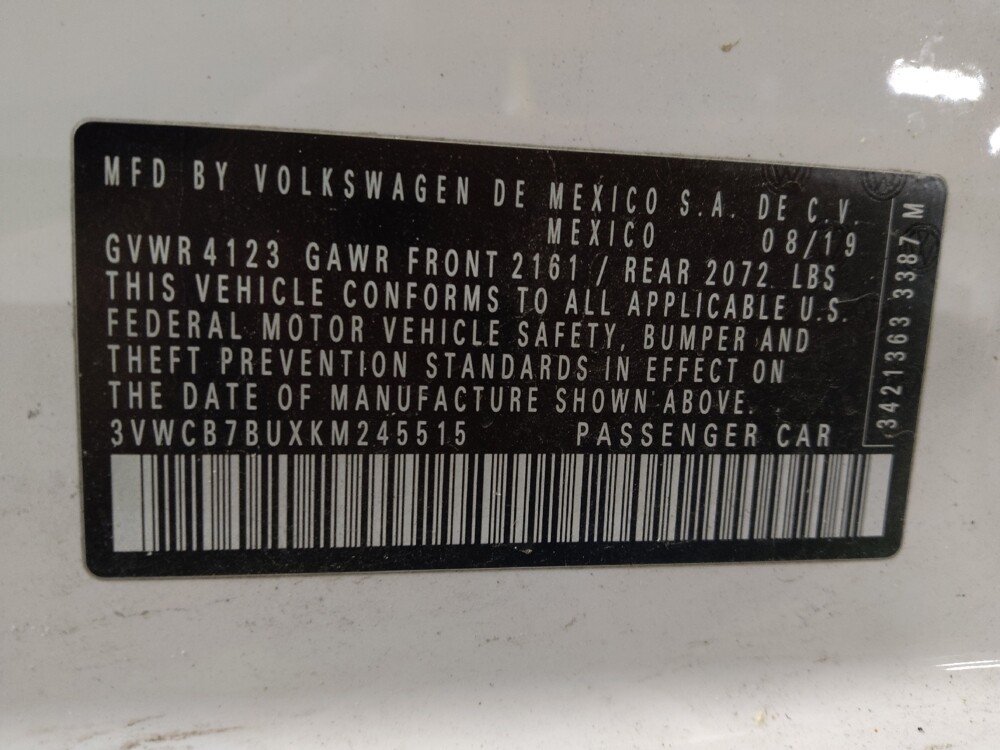 MFD BY VOLKSWAGEN DE MEXICO S.A. DE C.V.
MEXICO 08/19
GVWR 4123 GAWR FRONT 2161 / REAR 2072 LBS
THIS VEHICLE CONFORMS TO ALL APPLICABLE U.S.
FEDERAL MOTOR VEHICLE SAFETY, BUMPER AND
THEFT PREVENTION STANDARDS IN EFFECT ON
THE DATE OF MANUFACTURE SHOWN ABOVE.
3VWCB7BUXKM245515 PASSENGER CAR
3421363 3387 M